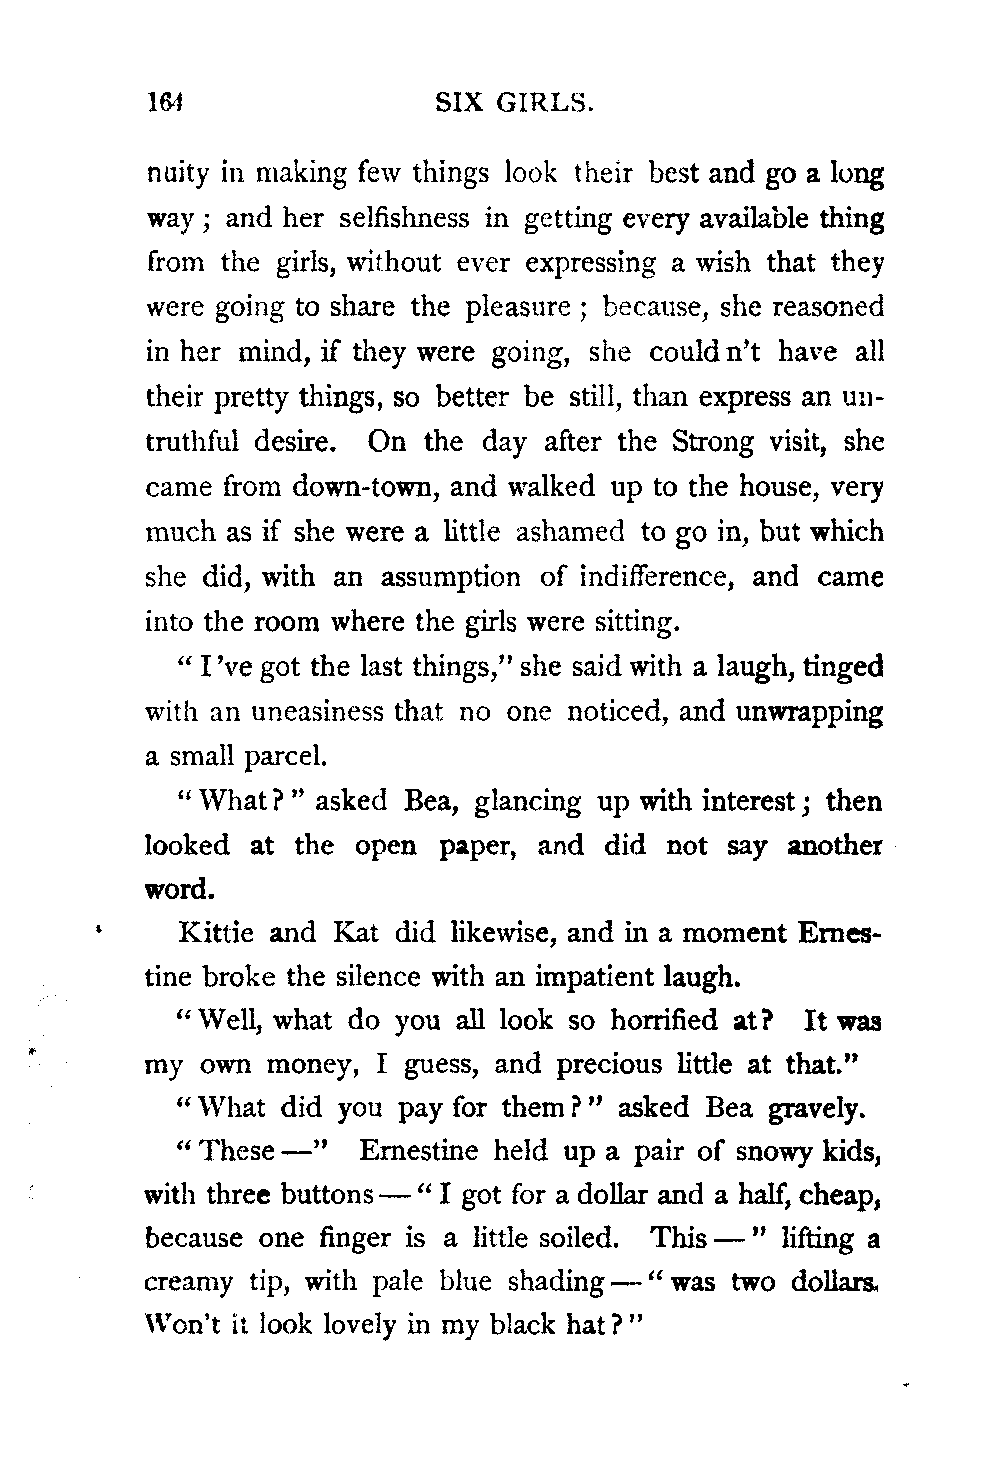 164 SIX GIRLS.
nuity in making few things look their best and go a long
way ; and her selfishness in getting every available thing
from the girls, without ever expressing a wish that they
were going to share the pleasure ; because, she reasoned
in her mind, if they were going, she could n't have all
their pretty things, so better be still, than express an un-
truthful desire. On the day after the Strong visit, she
came from down-town, and walked up to the house, very
much as if she were a little ashamed to go in, but which
she did, with an assumption of indifference, and came
into the room where the girls were sitting.
" I 've got the last things," she said with a laugh, tinged
with an uneasiness that no one noticed, and unwrapping
a small parcel.
" What ? " asked Bea, glancing up with interest ; then
looked at the open paper, and did not say another
word.
Kittie and Kat did likewise, and in a moment Ernes-
tine broke the silence with an impatient laugh.
" Well, what do you all look so horrified at ? It was
my own money, I guess, and precious little at that."
" What did you pay for them ? " asked Bea gravely.
" These — " Ernestine held up a pair of snowy kids,
with three buttons — " I got for a dollar and a half, cheap,
because one finger is a little soiled. This — " lifting a
creamy tip, with pale blue shading — " was two dollars.
Won't it look lovely in my black hat ? "